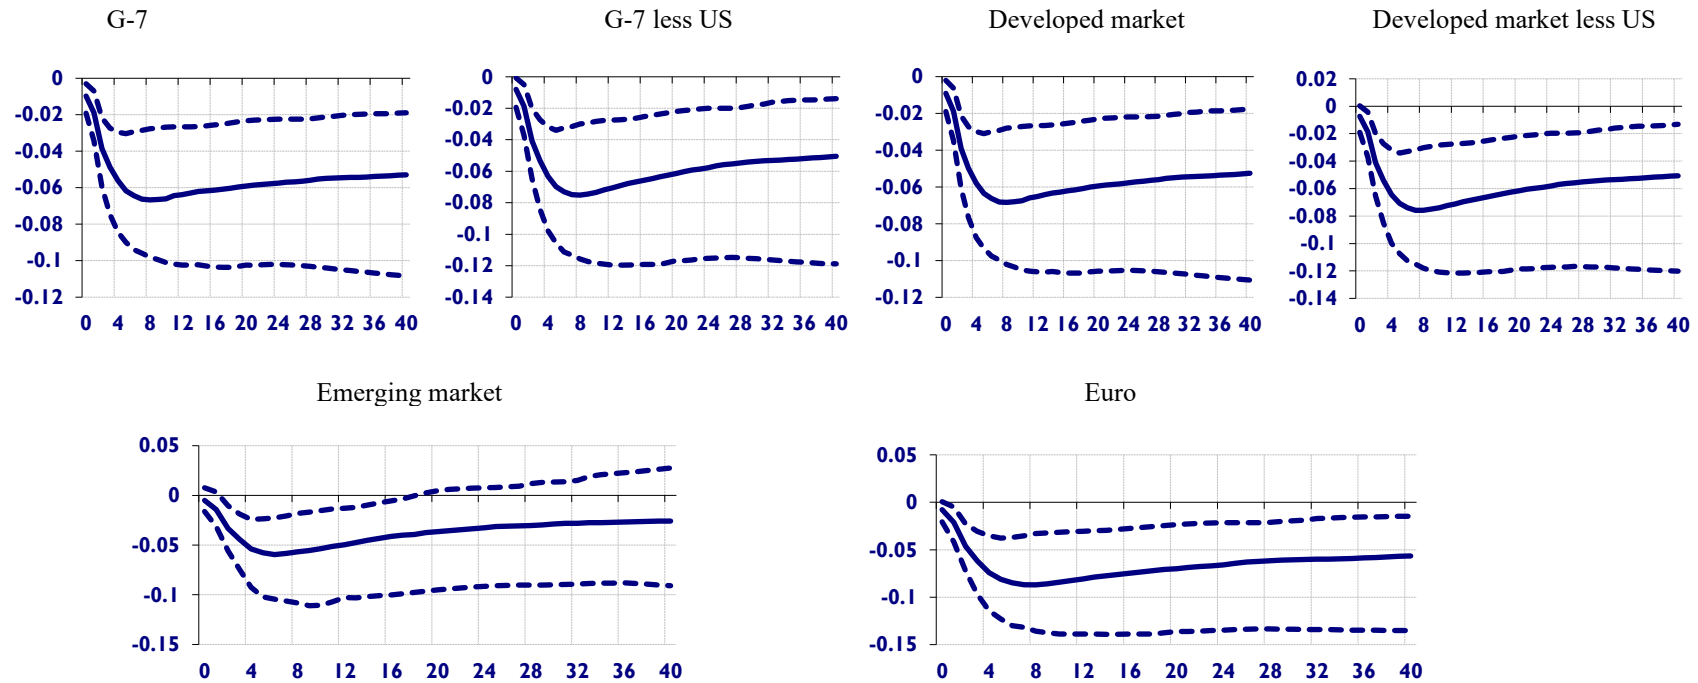 G-7 G-7 less US Developed market Developed market less US
0 0 0 0.02
-0.02 -0.02 -0.02 0
-0.04 -0.04 -0.04 -0.02
-0.06 -0.06 -0.06 -0.04
-0.08 -0.08 -0.08 -0.06
-0.1 -0.1 -0.1 -0.08
-0.12 -0.12 -0.12 -0.1
-0.14 -0.12
-0.14
0 4 8 12 16 20 24 28 32 36 40
0 4 8 12 16 20 24 28 32 36 40
0 4 8 12 16 20 24 28 32 36 40
0 4 8 12 16 20 24 28 32 36 40
Emerging market Euro
0.05 0.05
0 0
-0.05 -0.05
-0.1 -0.1
-0.15 -0.15
0 4 8 12 16 20 24 28 32 36 40
0 4 8 12 16 20 24 28 32 36 40